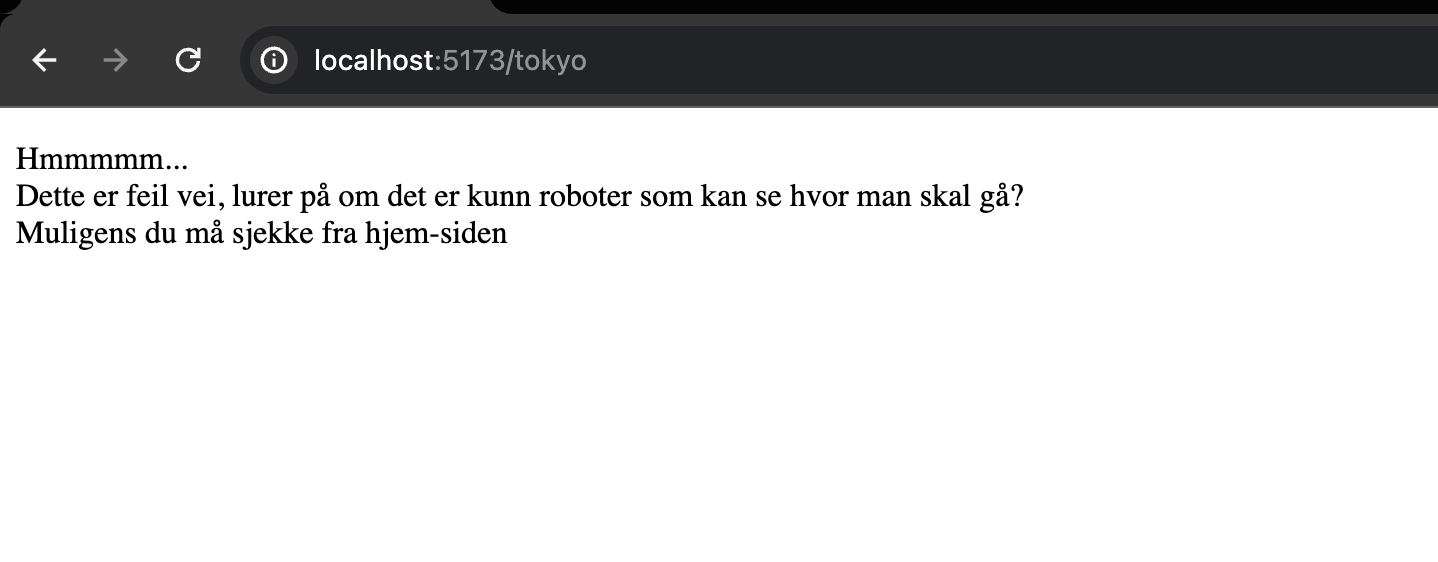 localhost:5173/tokyo
Hmmmmm...
Dette er feil vei, lurer på om det er kunn roboter som kan se hvor man skal gå?
Muligens du må sjekke fra hjem-siden